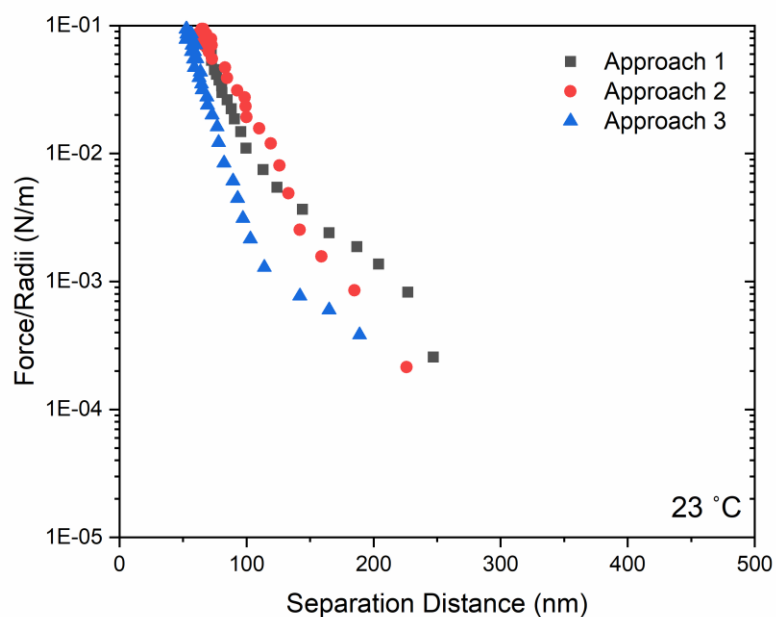 1E-01
1E-02
1E-03
1E-04
1E-05
Force/Radii (N/m)
Approach 1
Approach 2
Approach 3
23 ˚C
0 100 200 300 400 500
Separation Distance (nm)